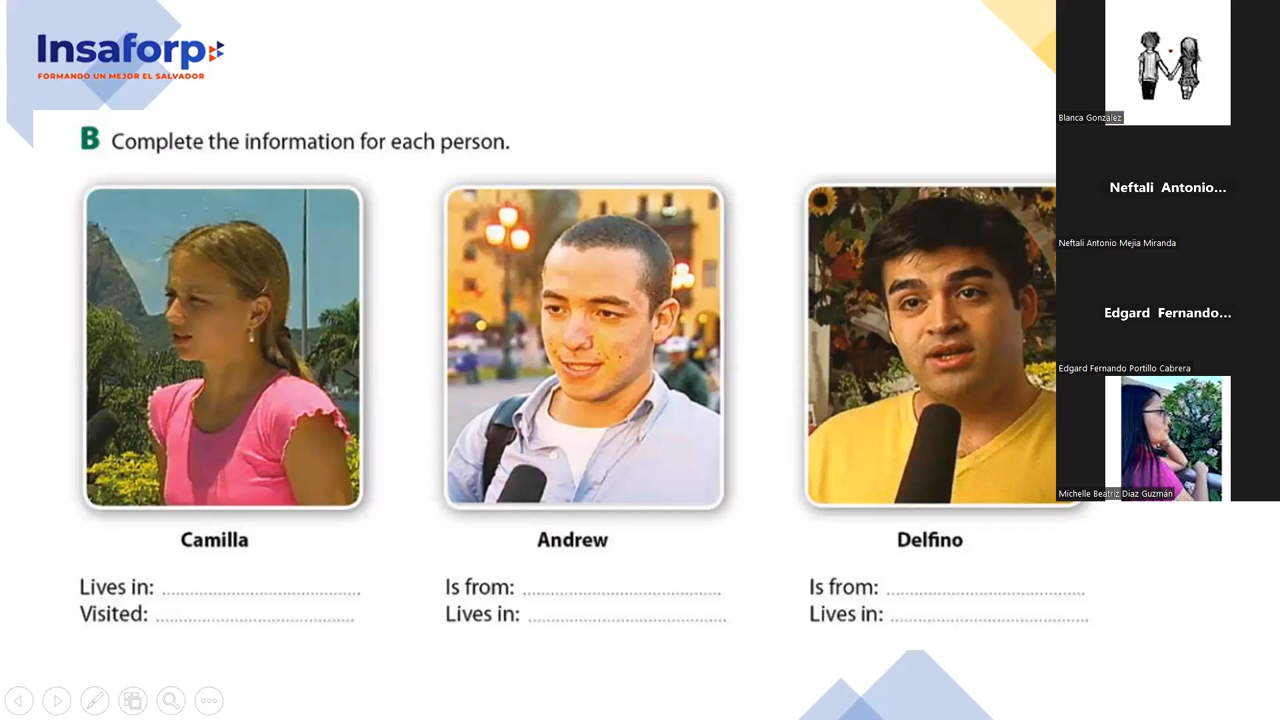 Insaforp
FORMANDO UN MEJOR EL SALVADOR
B Complete the information for each person.
Camilla
Lives in:
Visited:
Andrew
Is from:
Lives in:
Delfino
Is from:
Lives in:
Blanca Gonzalez
Neftali Antonio...
Neftali Antonio Mejia Miranda
Edgard Fernando...
Edgard Fernando Portillo Cabrera
Michelle Beatriz Diaz Guzmán